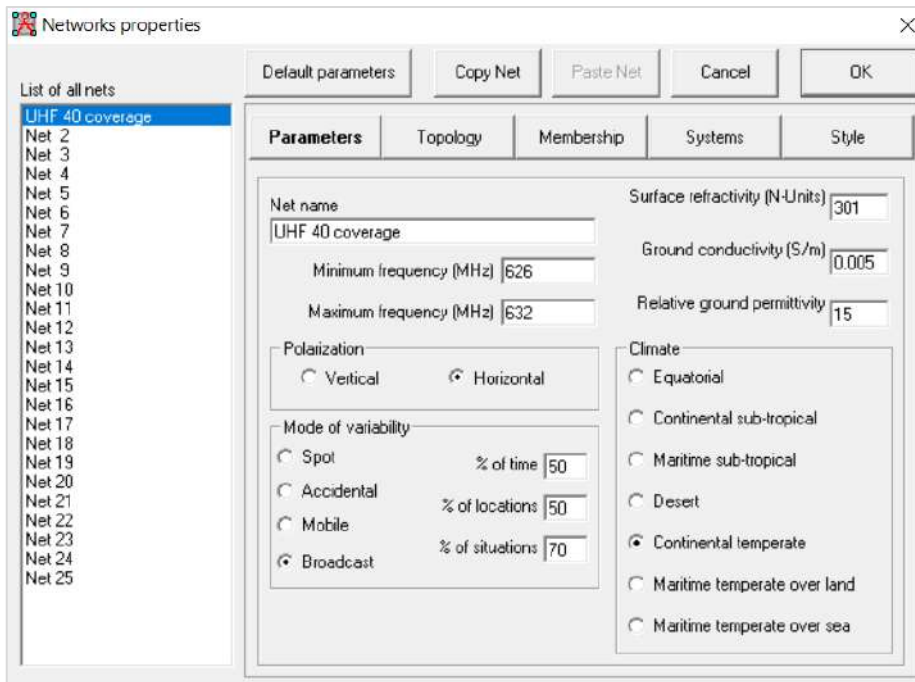 Networks properties
Default parameters
Copy Net
Paste Net
Cancel
OK
List of all nets
UHF 40 coverage
Net 2
Net 3
Net 4
Net 5
Net 6
Net 7
Net 8
Net 9
Net 10
Net 11
Net 12
Net 13
Net 14
Net 15
Net 16
Net 17
Net 18
Net 19
Net 20
Net 21
Net 22
Net 23
Net 24
Net 25
Parameters
Topology
Membership
Systems
Style
Net name
UHF 40 coverage
Minimum frequency (MHz) 626
Maximum frequency (MHz) 632
Surface refractivity (N-Units) 301
Ground conductivity (S/m) 0.005
Relative ground permittivity 15
Polarization
Vertical
Horizontal
Mode of variability
Spot
Accidental
Mobile
Broadcast
% of time 50
% of locations 50
% of situations 70
Climate
Equatorial
Continental sub-tropical
Maritime sub-tropical
Desert
Continental temperate
Maritime temperate over land
Maritime temperate over sea